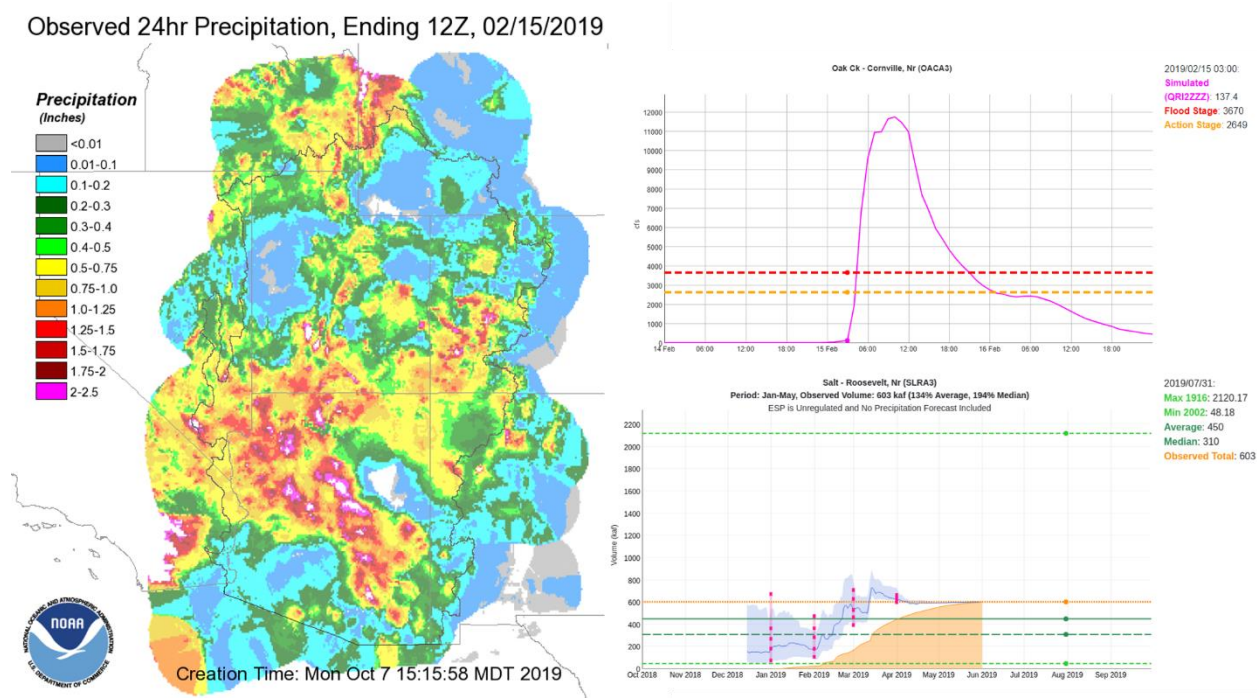 Observed 24hr Precipitation, Ending 12Z, 02/15/2019
Precipitation
(Inches)
<0.01
0.01-0.1
0.1-0.2
0.2-0.3
0.3-0.4
0.4-0.5
0.5-0.75
0.75-1.0
1.0-1.25
1.25-1.5
1.5-1.75
1.75-2
2-2.5
NATIONAL OCEANIC AND ATMOSPHERIC ADMINISTRATION
NOAA
U.S. DEPARTMENT OF COMMERCE
Creation Time: Mon Oct 7 15:15:58 MDT 2019
Oak Ck - Cornville, Nr (OACA3)
2019/02/15 03:00:
Simulated
(QRI2ZZZ): 137.4
Flood Stage: 3670
Action Stage: 2649
12000
11000
10000
9000
8000
7000
6000
5000
4000
3000
2000
1000
0
cfs
14 Feb 06:00 12:00 18:00 15 Feb 06:00 12:00 16 Feb 06:00 12:00 18:00
Salt - Roosevelt, Nr (SLRA3)
Period: Jan-May, Observed Volume: 603 kaf (134% Average, 194% Median)
ESP is Unregulated and No Precipitation Forecast Included
2019/07/31:
Max 1916: 2120.17
Min 2002: 48.18
Average: 450
Median: 310
Observed Total: 603
2200
2000
1800
1600
1400
1200
1000
800
600
400
200
0
Volume (kaf)
Oct 2018 Nov 2018 Dec 2018 Jan 2019 Feb 2019 Mar 2019 Apr 2019 May 2019 Jun 2019 Jul 2019 Aug 2019 Sep 2019